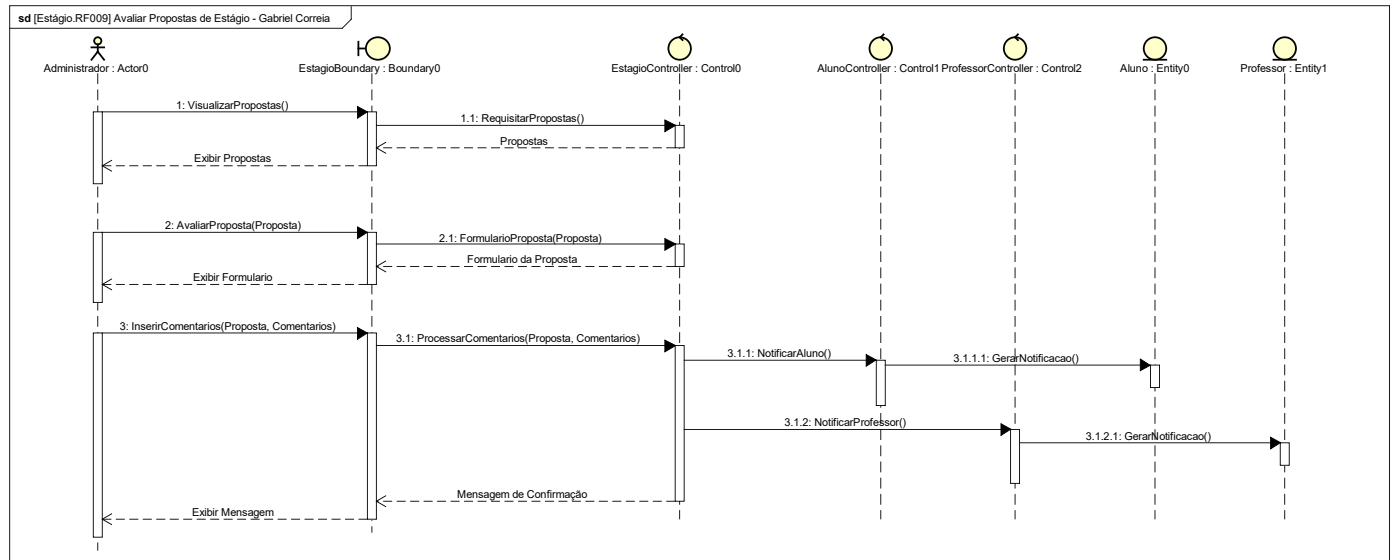 sd [Estágio.RF009] Avaliar Propostas de Estágio - Gabriel Correia
Administrador : Actor0
EstagioBoundary : Boundary0
EstagioController : Control0
AlunoController : Control1
ProfessorController : Control2
Aluno : Entity0
Professor : Entity1
1: VisualizarPropostas()
1.1: RequisitarPropostas()
Propostas
Exibir Propostas
2: AvaliarProposta(Proposta)
2.1: FormularioProposta(Proposta)
Formulario da Proposta
Exibir Formulario
3: InserirComentarios(Proposta, Comentarios)
3.1: ProcessarComentarios(Proposta, Comentarios)
3.1.1: NotificarAluno()
3.1.1.1: GerarNotificacao()
3.1.2: NotificarProfessor()
3.1.2.1: GerarNotificacao()
Mensagem de Confirmação
Exibir Mensagem